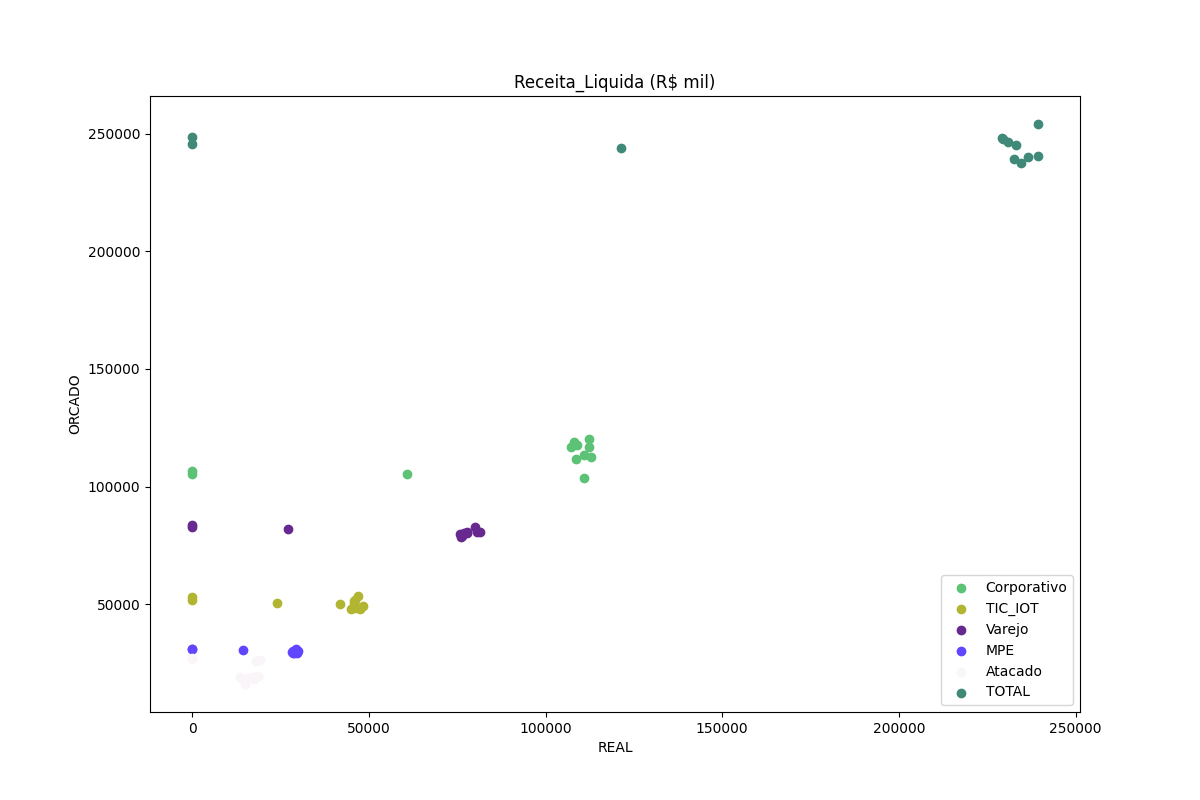 Receita_Liquida (R$ mil)
ORCADO
250000
200000
150000
100000
50000
0
50000
100000
150000
200000
250000
REAL
Corporativo
TIC_IOT
Varejo
MPE
Atacado
TOTAL